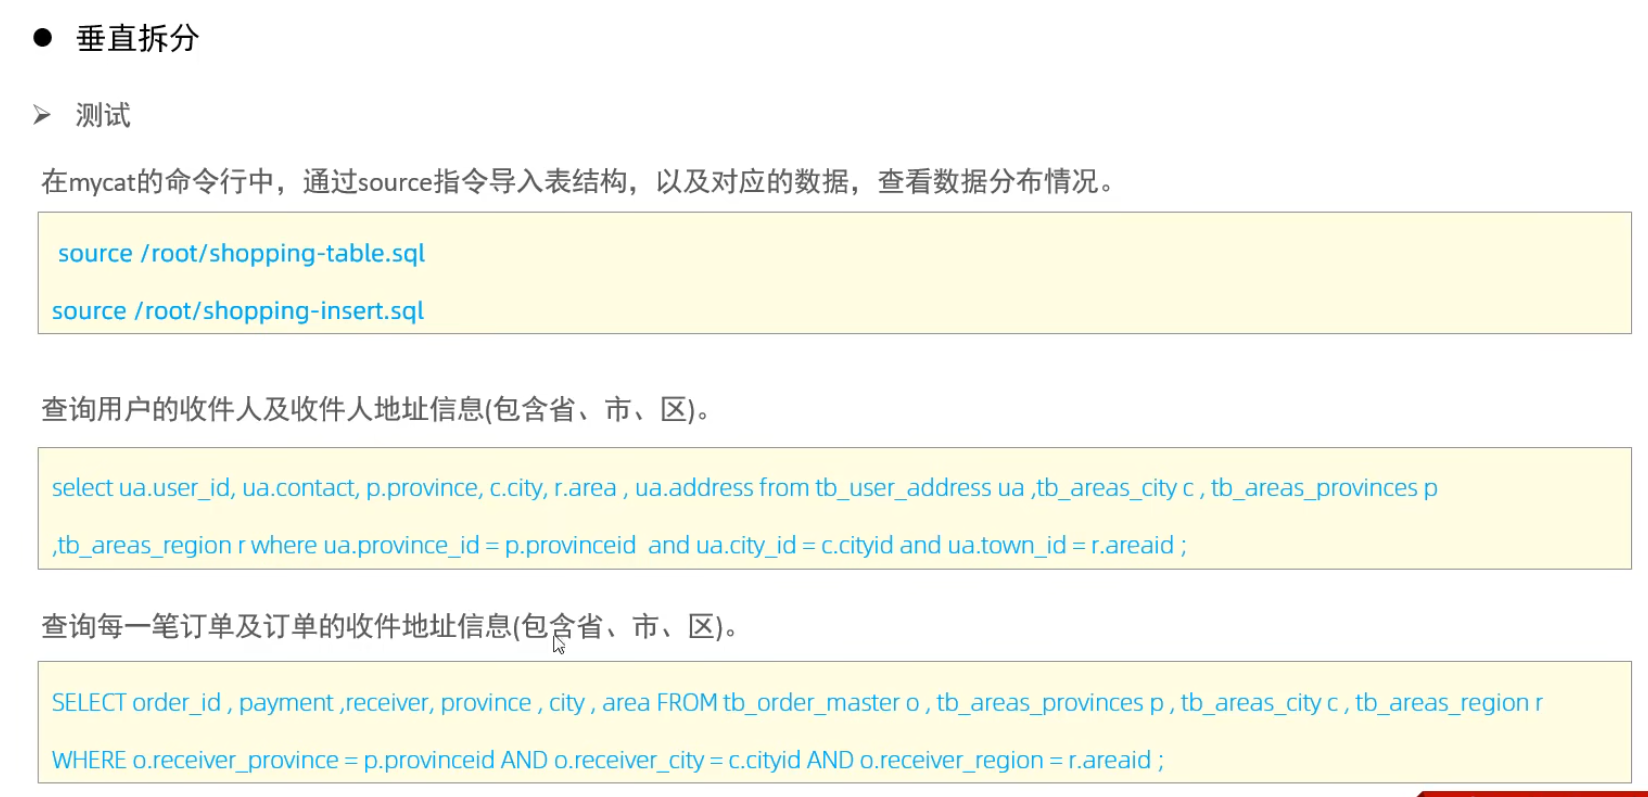 ● 垂直拆分
➢ 测试
在mycat的命令行中，通过source指令导入表结构，以及对应的数据，查看数据分布情况。
source /root/shopping-table.sql
source /root/shopping-insert.sql
查询用户的收件人及收件人地址信息(包含省、市、区)。
select ua.user_id, ua.contact, p.province, c.city, r.area , ua.address from tb_user_address ua ,tb_areas_city c , tb_areas_provinces p
,tb_areas_region r where ua.province_id = p.provinceid  and ua.city_id = c.cityid and ua.town_id = r.areaid ;
查询每一笔订单及订单的收件地址信息(包含省、市、区)。
SELECT order_id , payment ,receiver, province , city , area FROM tb_order_master o , tb_areas_provinces p , tb_areas_city c , tb_areas_region r
WHERE o.receiver_province = p.provinceid AND o.receiver_city = c.cityid AND o.receiver_region = r.areaid ;